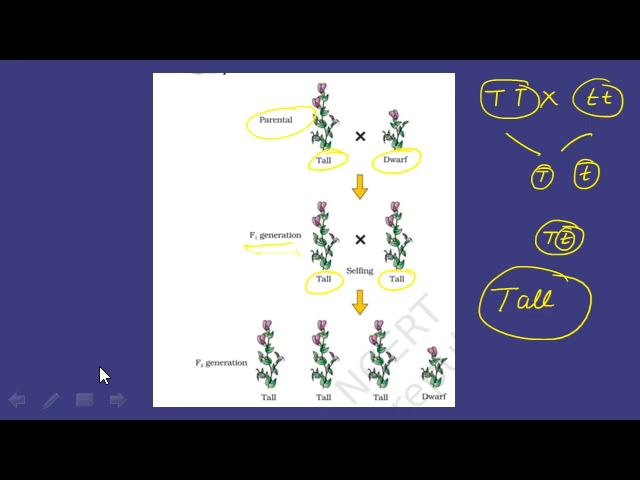 Parental
Tall × Dwarf
F₁ generation
×
Selfing
Tall Tall
F₂ generation
Tall Tall Tall Dwarf
NCERT
TT × tt
T t
Tt
Tall